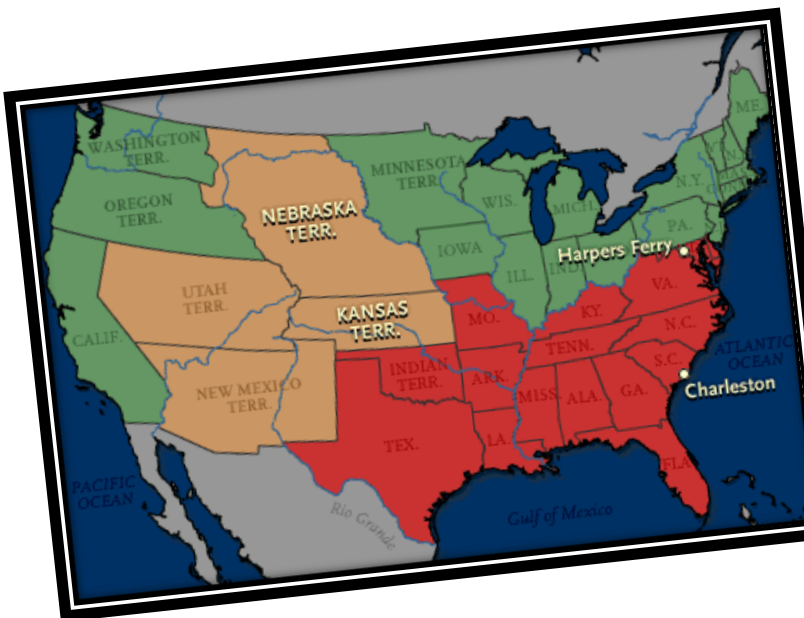 WASHINGTON
TERR.
OREGON
TERR.
CALIF.
NEBRASKA
TERR.
MINNESOTA
TERR.
WIS.
MICH.
IOWA
ILL.
IND.
N.Y.
VT.
ME.
PA.
Harpers Ferry
UTAH
TERR.
KANSAS
TERR.
MO.
KY.
VA.
NEW MEXICO
TERR.
INDIAN
TERR.
ARK.
TENN.
N.C.
S.C.
ATLANTIC
OCEAN
Charleston
TEX.
LA.
MISS.
ALA.
GA.
FLA.
PACIFIC
OCEAN
Rio Grande
Gulf of Mexico